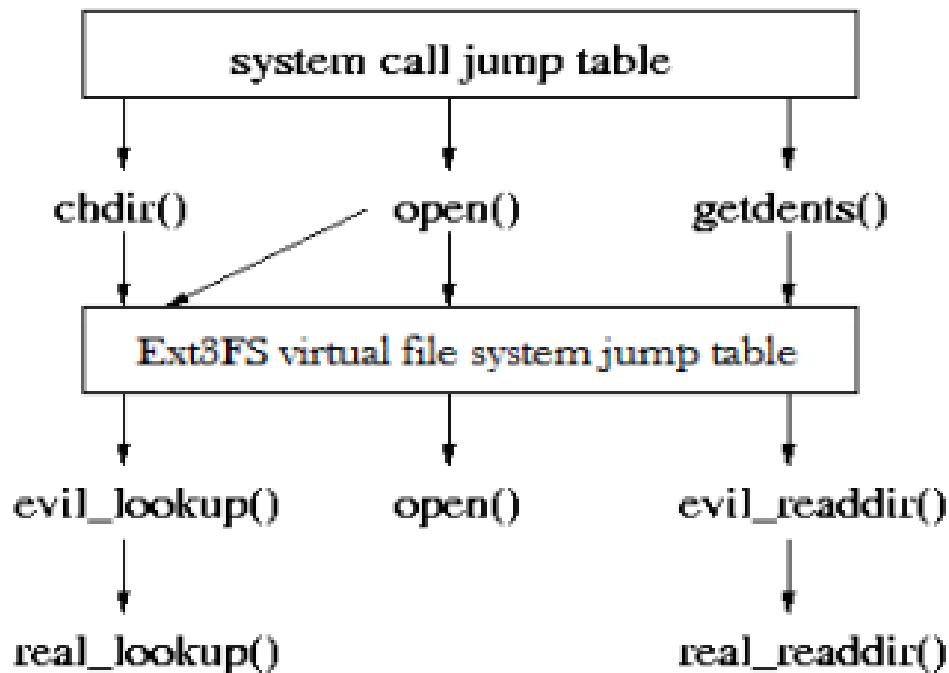 system call jump table
chdir() open() getdents()
Ext3FS virtual file system jump table
evil_lookup() open() evil_readdir()
real_lookup() real_readdir()